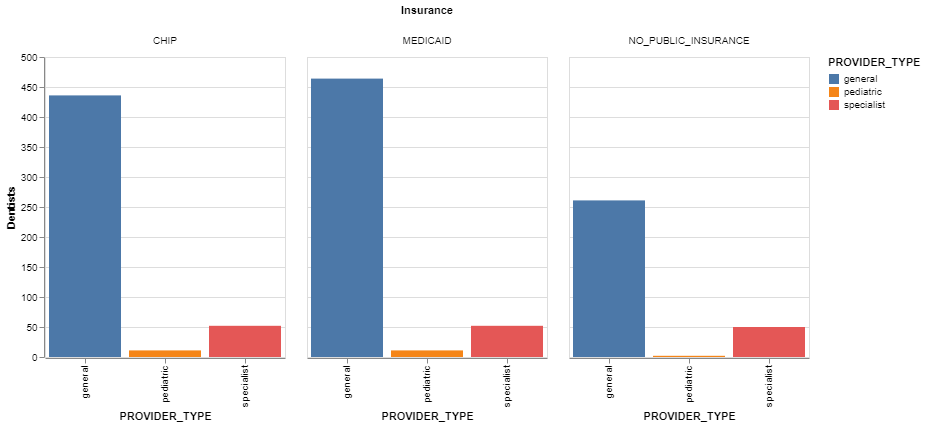 Insurance
CHIP
MEDICAID
NO_PUBLIC_INSURANCE
PROVIDER_TYPE
general
pediatric
specialist
Dentists
500
450
400
350
300
250
200
150
100
50
0
general
pediatric
specialist
general
pediatric
specialist
general
pediatric
specialist
PROVIDER_TYPE
PROVIDER_TYPE
PROVIDER_TYPE